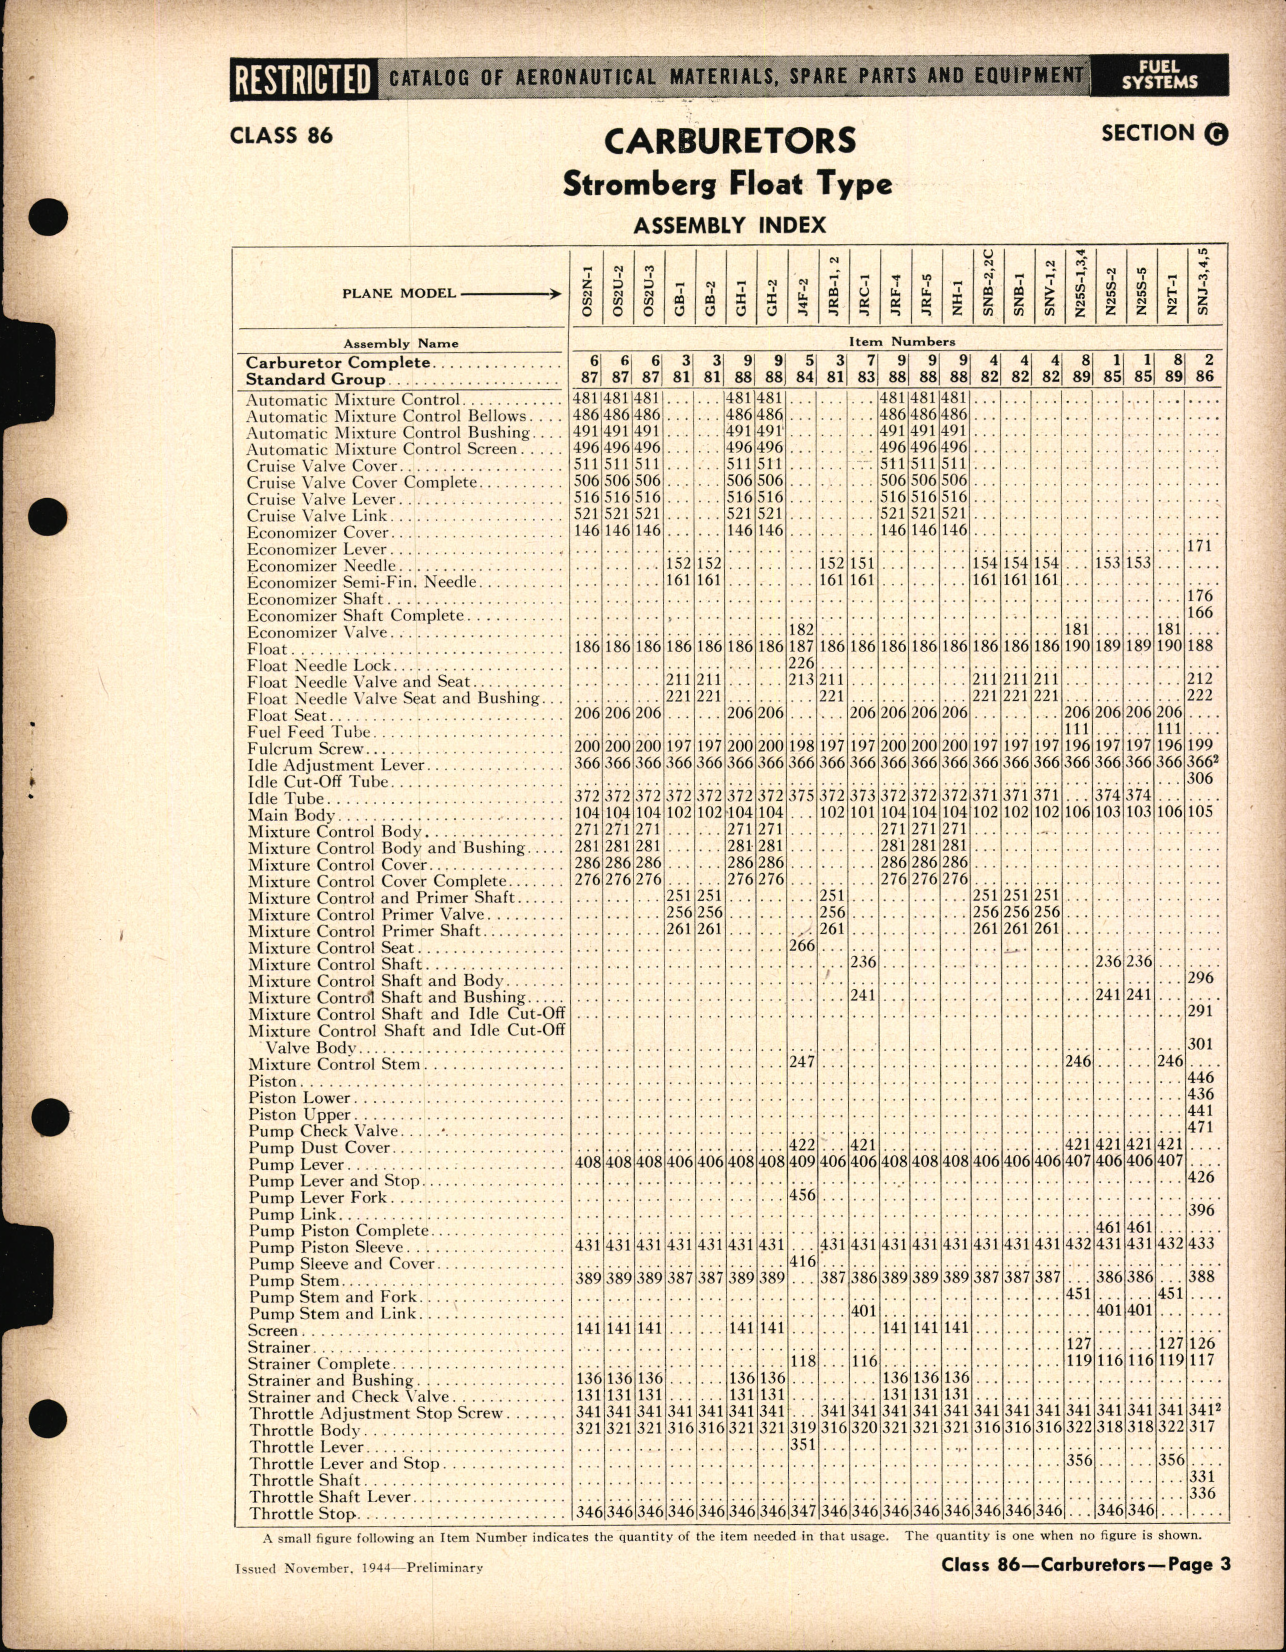 RESTRICTED CATALOG OF AERONAUTICAL MATERIALS, SPARE PARTS AND EQUIPMENT FUEL SYSTEMS
CLASS 86 CARBURETORS SECTION G
Stromberg Float Type
ASSEMBLY INDEX
PLANE MODEL OS2N-1 OS2U-2 OS2U-3 GB-1 GB-2 GH-1 GH-2 J4F-2 JRB-1, 2 JRC-1 JRF-4 JRF-5 NH-1 SNB-2,2C SNB-1 SNV-1,2 N25S-1,3,4 N25S-2 N25S-5 N2T-1 SNJ-3,4,5
Assembly Name Item Numbers
Carburetor Complete 6 6 6 3 3 9 9 5 3 7 9 9 9 4 4 4 8 1 1 8 2
Standard Group 87 87 87 81 81 88 88 84 81 83 88 88 88 82 82 82 89 85 85 89 86
Automatic Mixture Control 481 481 481 481 481 481 481 481
Automatic Mixture Control Bellows 486 486 486 486 486 486 486 486
Automatic Mixture Control Bushing 491 491 491 491 491 491 491 491
Automatic Mixture Control Screen 496 496 496 496 496 496 496 496
Cruise Valve Cover 511 511 511 511 511 511 511 511
Cruise Valve Cover Complete 506 506 506 506 506 506 506 506
Cruise Valve Lever 516 516 516 516 516 516 516 516
Cruise Valve Link 521 521 521 521 521 521 521 521
Economizer Cover 146 146 146 146 146 146 146 146
Economizer Lever 171
Economizer Needle 152 152 152 151 154 154 154 153 153
Economizer Semi-Fin. Needle 161 161 161 161 161 161 161
Economizer Shaft 176
Economizer Shaft Complete 166
Economizer Valve 182 181 181
Float 186 186 186 186 186 186 186 187 186 186 186 186 186 186 186 186 190 189 189 190 188
Float Needle Lock 226
Float Needle Valve and Seat 211 211 213 211 211 211 211 212
Float Needle Valve Seat and Bushing 221 221 221 221 221 221 222
Float Seat 206 206 206 206 206 206 206 206 206 206 206 206 206
Fuel Feed Tube 111 111
Fulcrum Screw 200 200 200 197 197 200 200 198 197 197 200 200 200 197 197 197 196 197 197 196 199
Idle Adjustment Lever 366 366 366 366 366 366 366 366 366 366 366 366 366 366 366 366 366 366 366 366 366²
Idle Cut-Off Tube 306
Idle Tube 372 372 372 372 372 372 372 375 372 373 372 372 372 371 371 371 374 374
Main Body 104 104 104 102 102 104 104 102 101 104 104 104 102 102 102 106 103 103 106 105
Mixture Control Body 271 271 271 271 271 271 271 271
Mixture Control Body and Bushing 281 281 281 281 281 281 281 281
Mixture Control Cover 286 286 286 286 286 286 286 286
Mixture Control Cover Complete 276 276 276 276 276 276 276 276
Mixture Control and Primer Shaft 251 251 251 251 251 251
Mixture Control Primer Valve 256 256 256 256 256 256
Mixture Control Primer Shaft 261 261 261 261 261 261
Mixture Control Seat 266
Mixture Control Shaft 236 236 236
Mixture Control Shaft and Body 296
Mixture Control Shaft and Bushing 241 241 241
Mixture Control Shaft and Idle Cut-Off 291
Mixture Control Shaft and Idle Cut-Off
Valve Body 301
Mixture Control Stem 247 246 246
Piston 446
Piston Lower 436
Piston Upper 441
Pump Check Valve 471
Pump Dust Cover 422 421 421 421 421 421
Pump Lever 408 408 408 406 406 408 408 409 406 406 408 408 408 406 406 406 407 406 406 407
Pump Lever and Stop 426
Pump Lever Fork 456
Pump Link 396
Pump Piston Complete 461 461
Pump Piston Sleeve 431 431 431 431 431 431 431 431 431 431 431 431 431 431 431 432 431 431 432 433
Pump Sleeve and Cover 416
Pump Stem 389 389 389 387 387 389 389 387 386 389 389 389 387 387 387 386 386 388
Pump Stem and Fork 451 451
Pump Stem and Link 401 401 401
Screen 141 141 141 141 141 141 141 141
Strainer 127 127 126
Strainer Complete 118 116 119 116 116 119 117
Strainer and Bushing 136 136 136 136 136 136 136 136
Strainer and Check Valve 131 131 131 131 131 131 131 131
Throttle Adjustment Stop Screw 341 341 341 341 341 341 341 341 341 341 341 341 341 341 341 341 341 341 341 341²
Throttle Body 321 321 321 316 316 321 321 319 316 320 321 321 321 316 316 316 322 318 318 322 317
Throttle Lever 351
Throttle Lever and Stop 356 356
Throttle Shaft 331
Throttle Shaft Lever 336
Throttle Stop 346 346 346 346 346 346 346 347 346 346 346 346 346 346 346 346 346 346
A small figure following an Item Number indicates the quantity of the item needed in that usage. The quantity is one when no figure is shown.
Issued November, 1944—Preliminary Class 86—Carburetors—Page 3